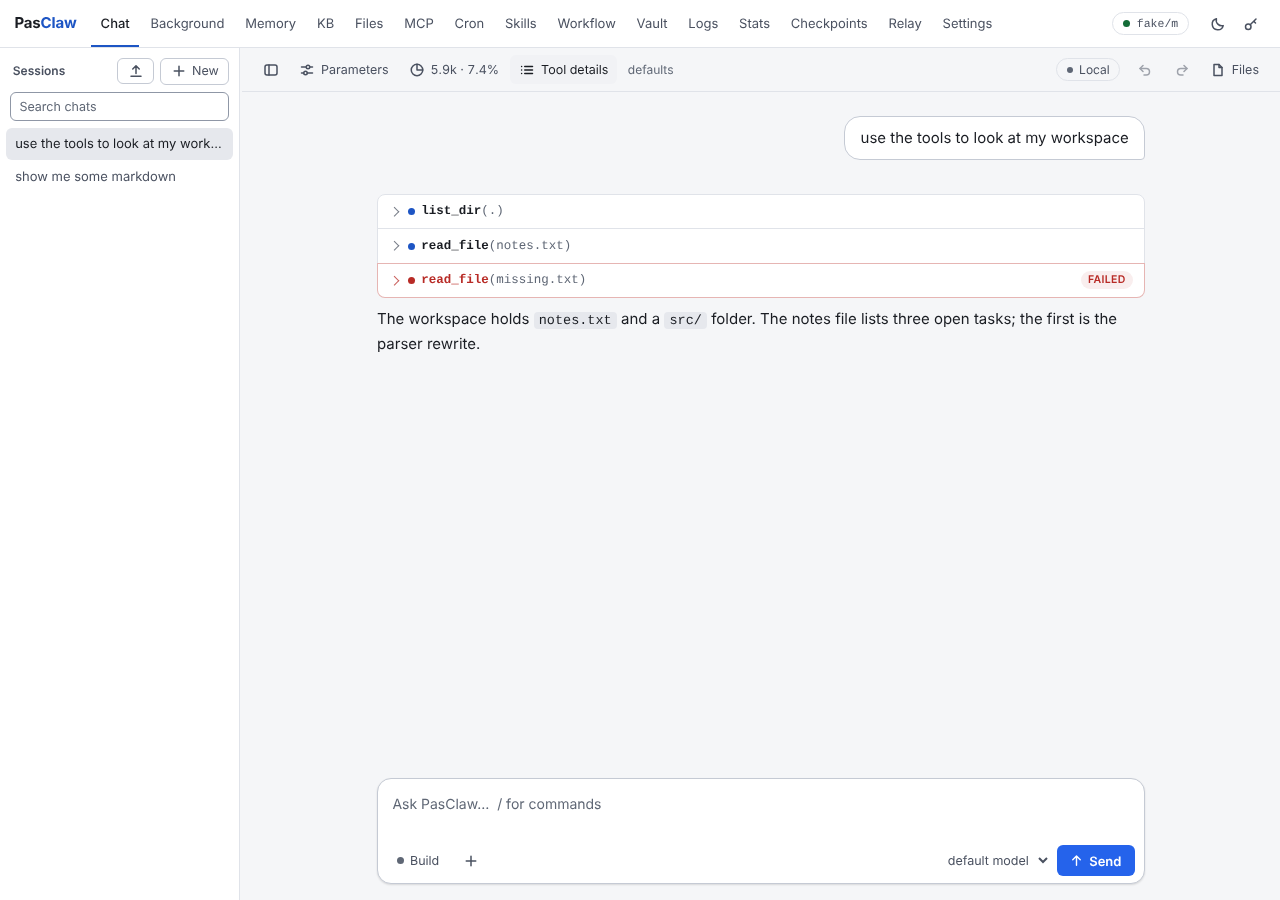 PasClaw Chat Background Memory KB Files MCP Cron Skills Workflow Vault Logs Stats Checkpoints Relay Settings fake/m
Sessions New
Search chats
use the tools to look at my work...
show me some markdown
Parameters 5.9k · 7.4% Tool details defaults Local Files
use the tools to look at my workspace
list_dir(.)
read_file(notes.txt)
read_file(missing.txt) FAILED
The workspace holds notes.txt and a src/ folder. The notes file lists three open tasks; the first is the
parser rewrite.
Ask PasClaw... / for commands
Build default model Send